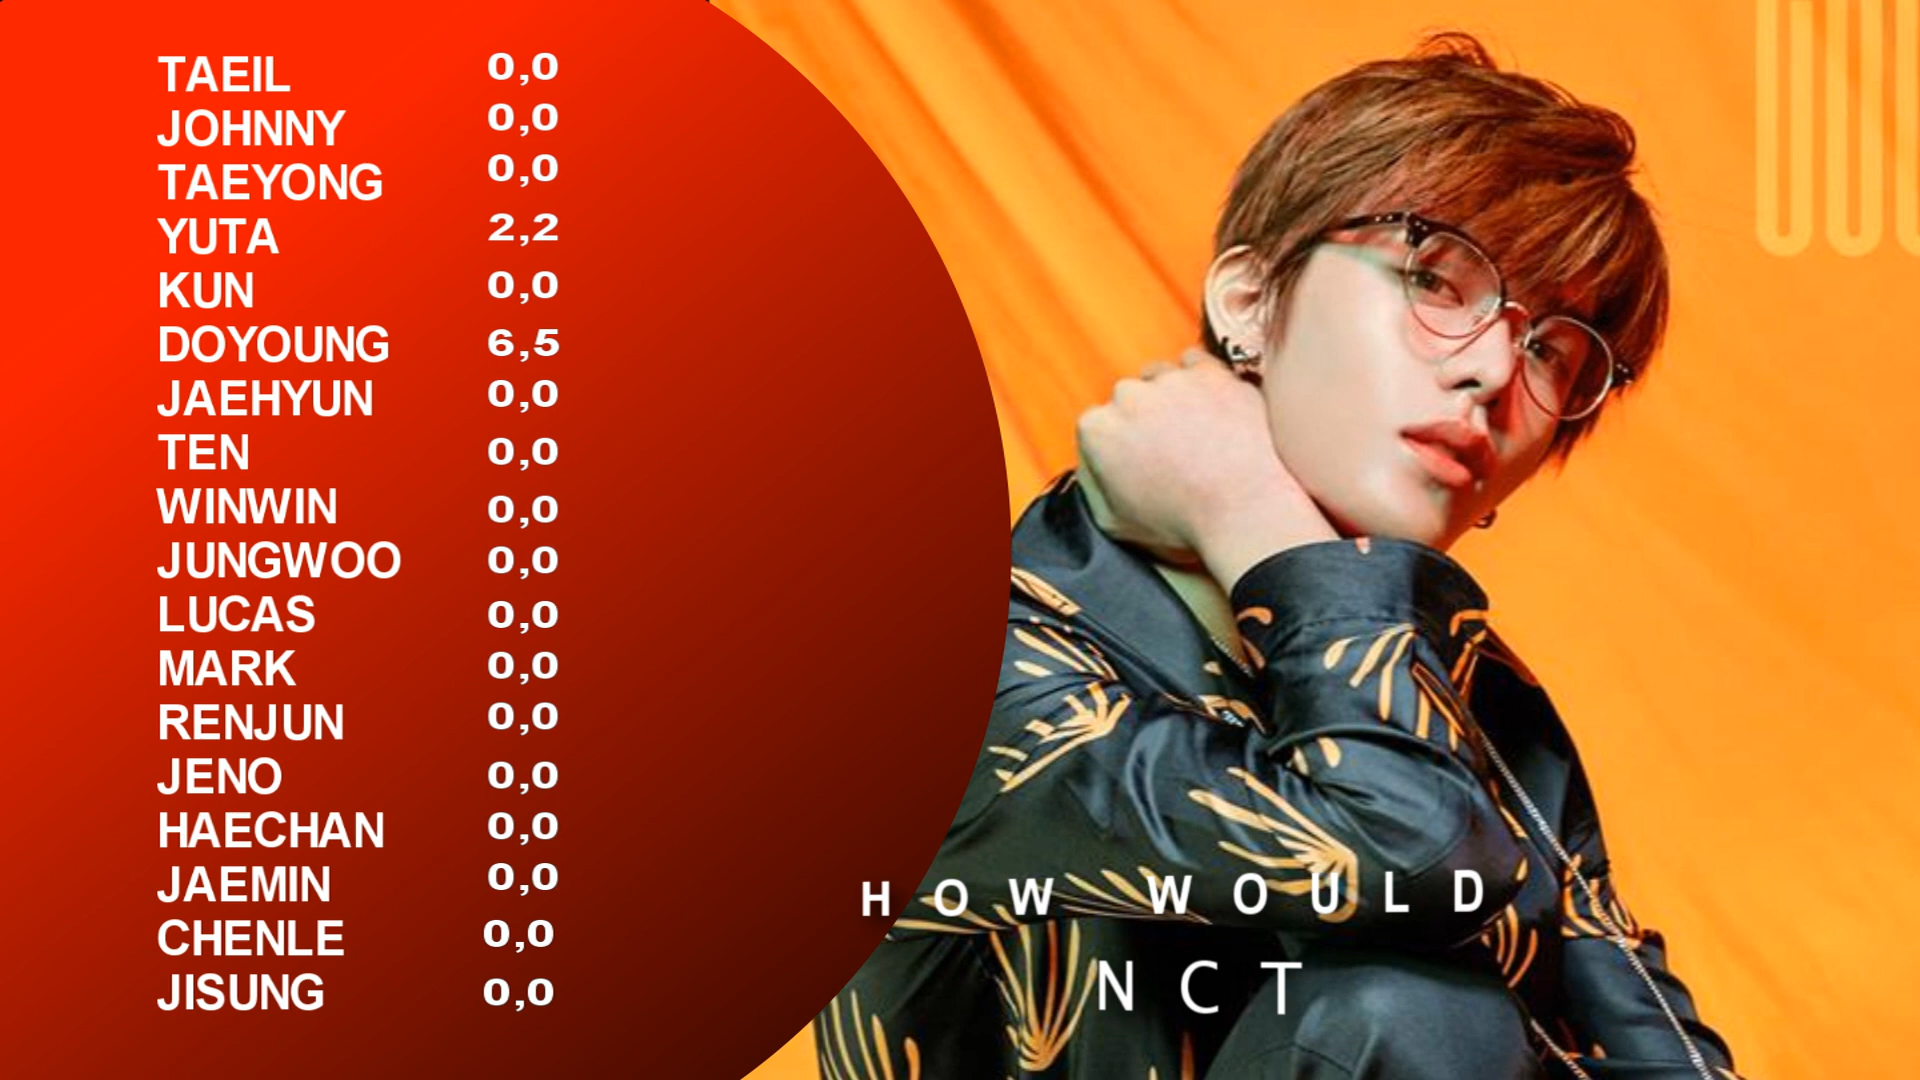 TAEIL 0,0
JOHNNY 0,0
TAEYONG 0,0
YUTA 2,2
KUN 0,0
DOYOUNG 6,5
JAEHYUN 0,0
TEN 0,0
WINWIN 0,0
JUNGWOO 0,0
LUCAS 0,0
MARK 0,0
RENJUN 0,0
JENO 0,0
HAECHAN 0,0
JAEMIN 0,0
CHENLE 0,0
JISUNG 0,0
HOW WOULD
NCT